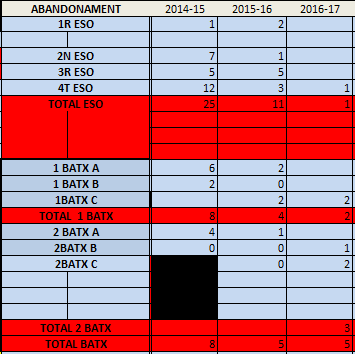 ABANDONAMENT 2014-15 2015-16 2016-17
1R ESO 1 2
2N ESO 7 1
3R ESO 5 5
4T ESO 12 3 1
TOTAL ESO 25 11 1
1 BATX A 6 2
1 BATX B 2 0
1BATX C 2 2
TOTAL 1 BATX 8 4 2
2 BATX A 4 1
2BATX B 0 0 1
2BATX C 0 2
TOTAL 2 BATX 3
TOTAL BATX 8 5 5